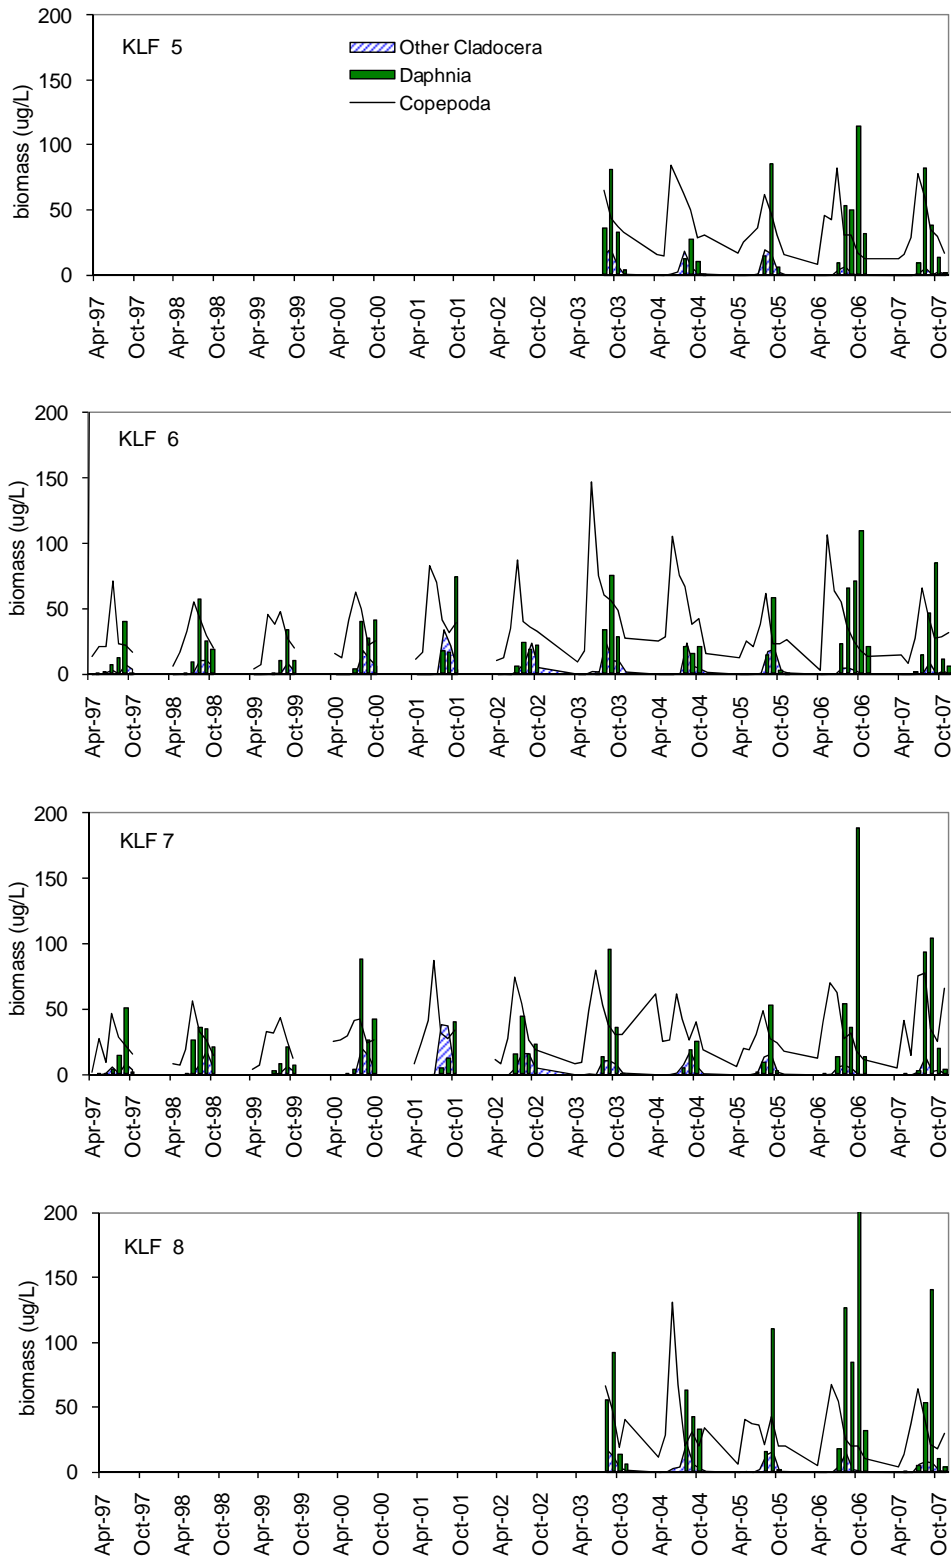 200
150
100
50
0
biomass (ug/L)
KLF 5
Other Cladocera
Daphnia
Copepoda
Apr-97
Oct-97
Apr-98
Oct-98
Apr-99
Oct-99
Apr-00
Oct-00
Apr-01
Oct-01
Apr-02
Oct-02
Apr-03
Oct-03
Apr-04
Oct-04
Apr-05
Oct-05
Apr-06
Oct-06
Apr-07
Oct-07
200
150
100
50
0
biomass (ug/L)
KLF 6
Apr-97
Oct-97
Apr-98
Oct-98
Apr-99
Oct-99
Apr-00
Oct-00
Apr-01
Oct-01
Apr-02
Oct-02
Apr-03
Oct-03
Apr-04
Oct-04
Apr-05
Oct-05
Apr-06
Oct-06
Apr-07
Oct-07
200
150
100
50
0
biomass (ug/L)
KLF 7
Apr-97
Oct-97
Apr-98
Oct-98
Apr-99
Oct-99
Apr-00
Oct-00
Apr-01
Oct-01
Apr-02
Oct-02
Apr-03
Oct-03
Apr-04
Oct-04
Apr-05
Oct-05
Apr-06
Oct-06
Apr-07
Oct-07
200
150
100
50
0
biomass (ug/L)
KLF 8
Apr-97
Oct-97
Apr-98
Oct-98
Apr-99
Oct-99
Apr-00
Oct-00
Apr-01
Oct-01
Apr-02
Oct-02
Apr-03
Oct-03
Apr-04
Oct-04
Apr-05
Oct-05
Apr-06
Oct-06
Apr-07
Oct-07